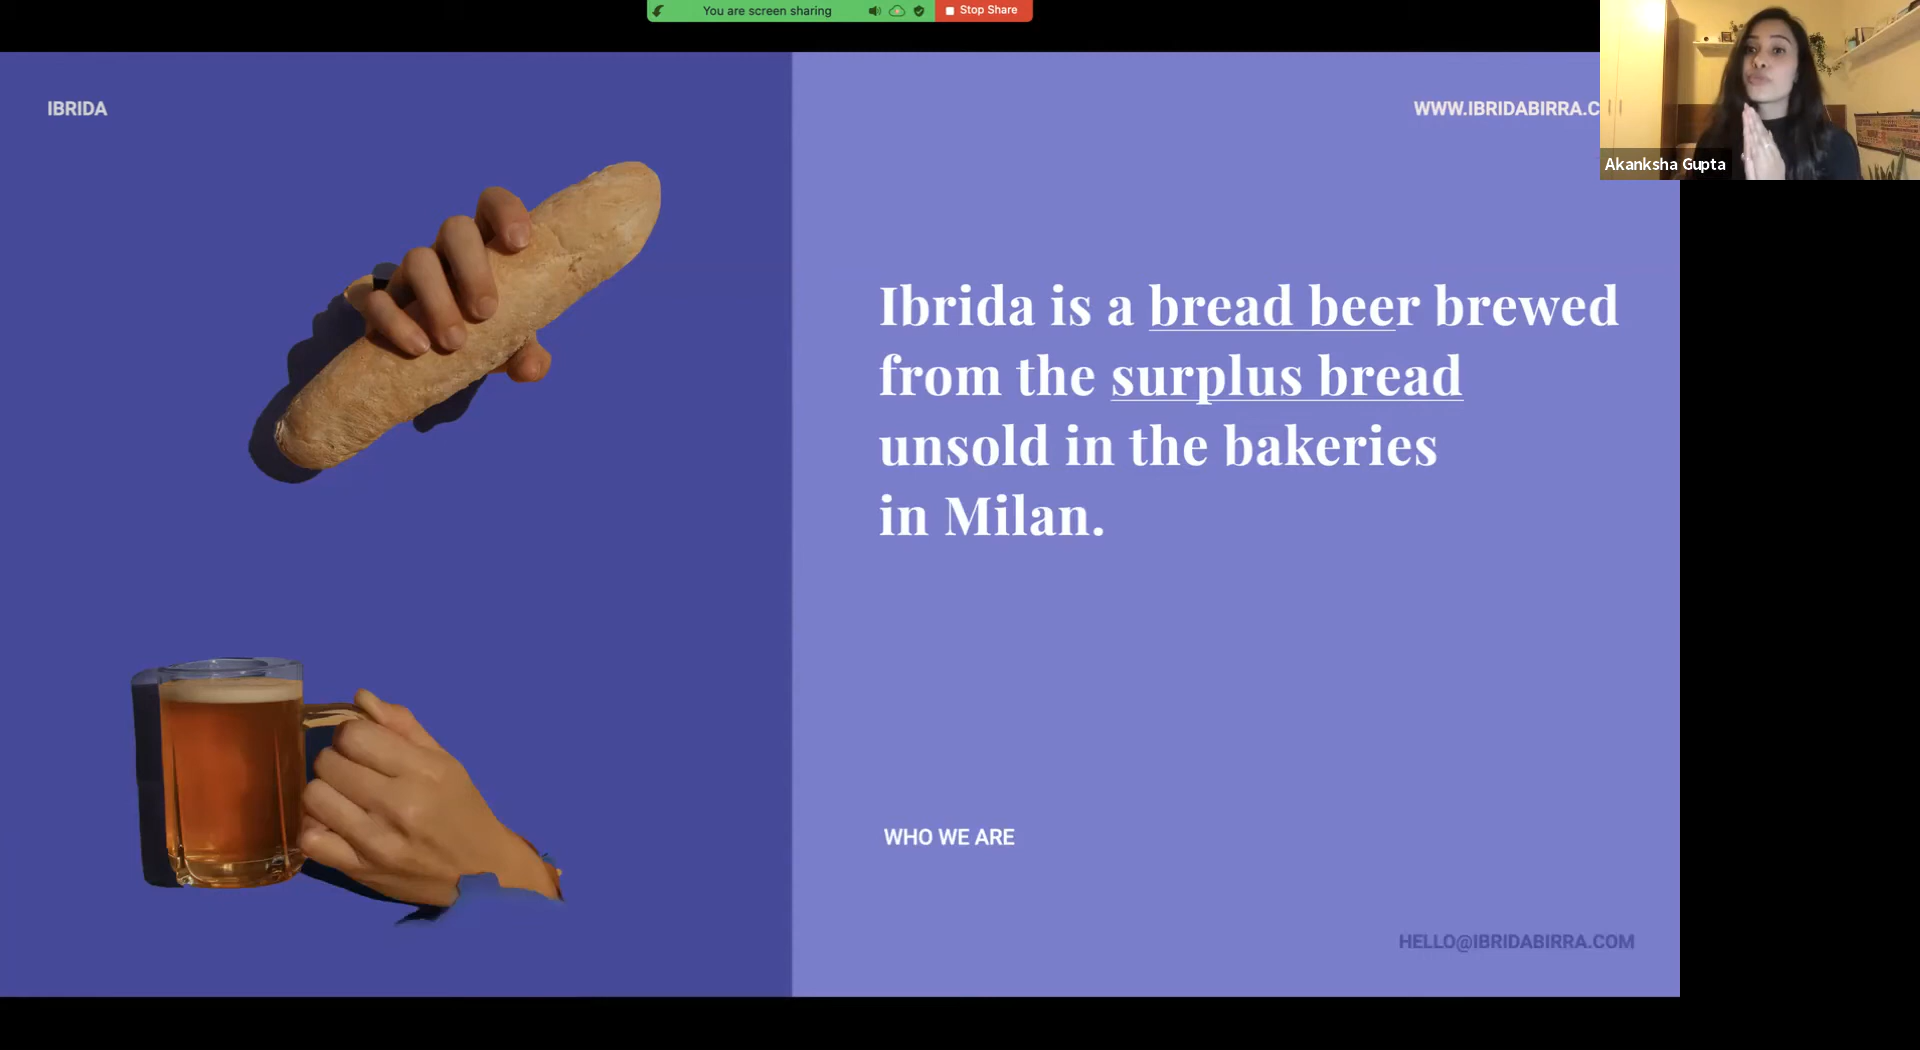 You are screen sharing
Stop Share
IBRIDA
WWW.IBRIDABIRRA.C
Akanksha Gupta
Ibrida is a bread beer brewed
from the surplus bread
unsold in the bakeries
in Milan.
WHO WE ARE
HELLO@IBRIDABIRRA.COM